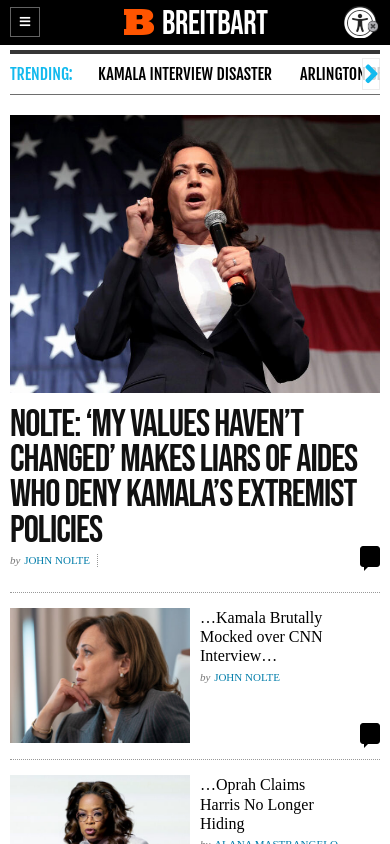 BREITBART
TRENDING: KAMALA INTERVIEW DISASTER ARLINGTON
NOLTE: ‘MY VALUES HAVEN’T
CHANGED’ MAKES LIARS OF AIDES
WHO DENY KAMALA’S EXTREMIST
POLICIES
by JOHN NOLTE
…Kamala Brutally
Mocked over CNN
Interview…
by JOHN NOLTE
…Oprah Claims
Harris No Longer
Hiding
by ALANA MASTRANGELO